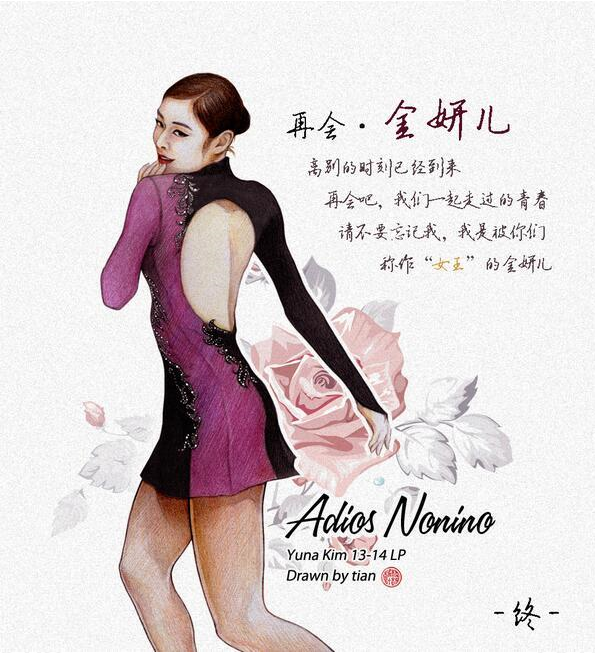 再会·金妍儿
离别的时刻已经到来
再会吧，我们一起走过的青春
请不要忘记我，我是被你们
称作“女王”的金妍儿
Adios Nonino
Yuna Kim 13-14 LP
Drawn by tian
-终-